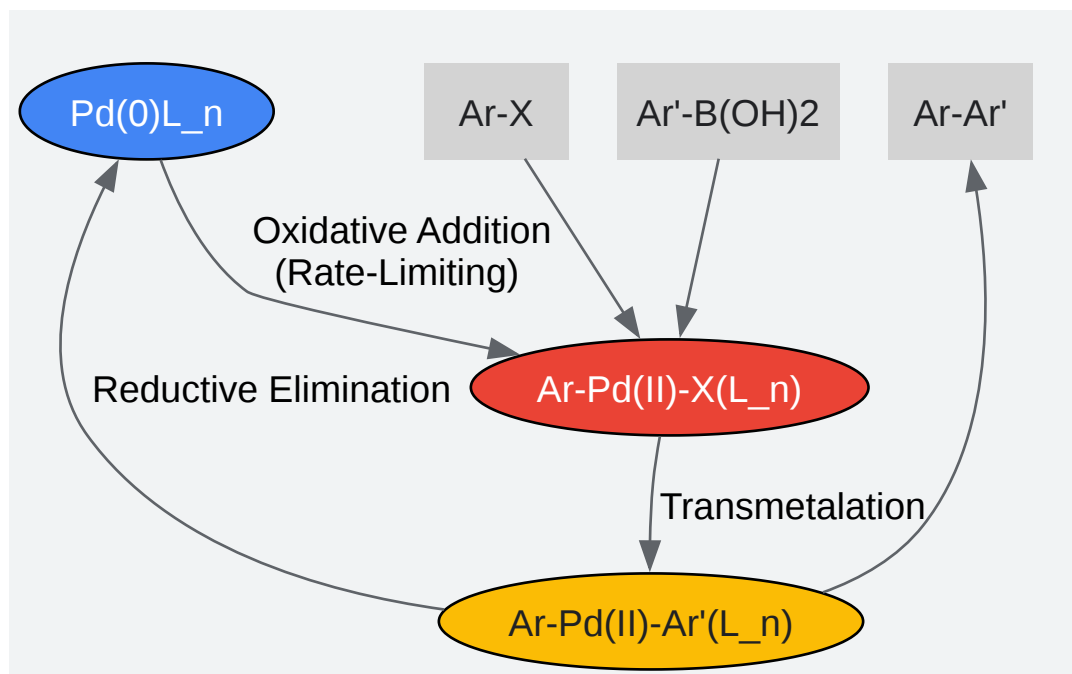 Pd(0)L_n
Ar-X
Ar'-B(OH)2
Ar-Ar'
Oxidative Addition
(Rate-Limiting)
Reductive Elimination
Ar-Pd(II)-X(L_n)
Transmetalation
Ar-Pd(II)-Ar'(L_n)